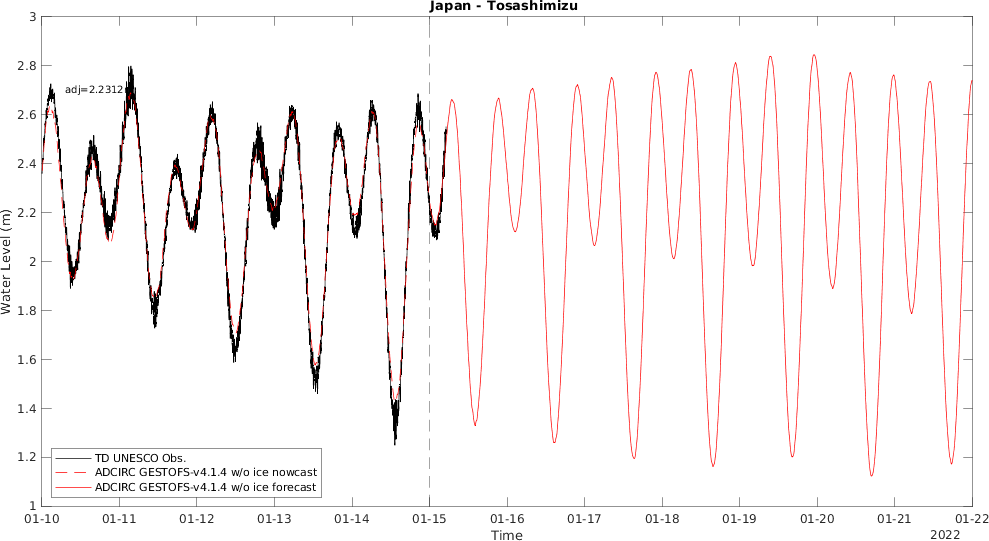 Japan - Tosashimizu
3
2.8
2.6
2.4
2.2
2
1.8
1.6
1.4
1.2
1
Water Level (m)
adj=2.2312
TD UNESCO Obs.
ADCIRC GESTOFS-v4.1.4 w/o ice nowcast
ADCIRC GESTOFS-v4.1.4 w/o ice forecast
01-10 01-11 01-12 01-13 01-14 01-15 01-16 01-17 01-18 01-19 01-20 01-21 01-22
Time
2022